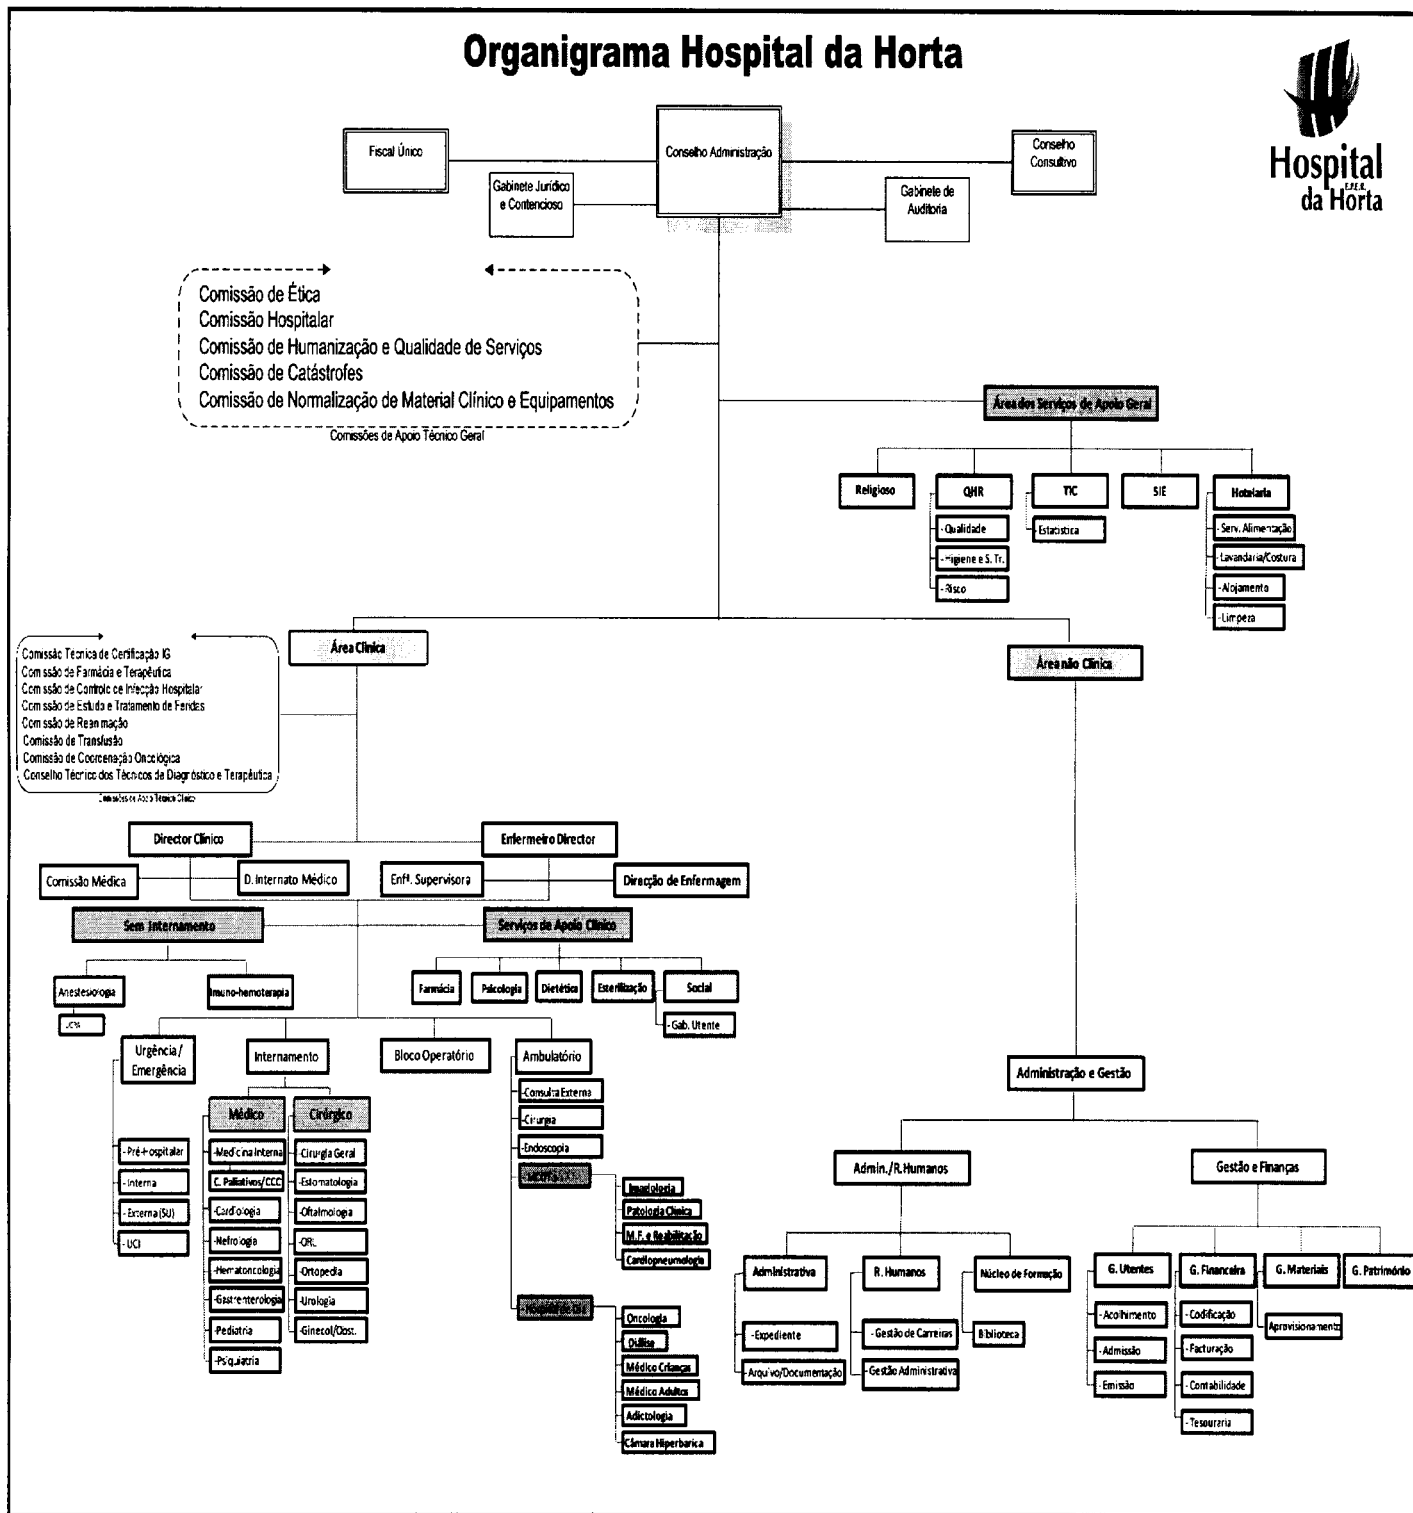 Organigrama Hospital da Horta
Hospital
E.P.E.R.
da Horta
Fiscal Único
Conselho Administração
Conselho
Consultivo
Gabinete Jurídico
e Contencioso
Gabinete de
Auditoria
Comissão de Ética
Comissão Hospitalar
Comissão de Humanização e Qualidade de Serviços
Comissão de Catástrofes
Comissão de Normalização de Material Clínico e Equipamentos
Comissões de Apoio Técnico Geral
Área dos Serviços de Apoio Geral
Religioso
QHR
TIC
SIE
Hotelaria
- Qualidade
- Higiene e S. Tr.
- Risco
- Estatística
- Serv. Alimentação
- Lavandaria/Costura
- Alojamento
- Limpeza
Área Clínica
Área não Clínica
Comissão Técnica de Certificação IG
Comissão de Farmácia e Terapêutica
Comissão de Controlo de Infecção Hospitalar
Comissão de Estudo e Tratamento de Feridas
Comissão de Reanimação
Comissão de Transfusão
Comissão de Coordenação Oncológica
Conselho Técnico dos Técnicos de Diagnóstico e Terapêutica
Comissões de Apoio Técnico Clínico
Director Clínico
Enfermeiro Director
Comissão Médica
D. Internato Médico
Enfª. Supervisora
Direcção de Enfermagem
Sem Internamento
Serviços de Apoio Clínico
Anestesiologia
Imuno-hemoterapia
Farmácia
Psicologia
Dietética
Esterilização
Social
- Gab. Utente
Urgência /
Emergência
Internamento
Bloco Operatório
Ambulatório
Médico
Cirúrgico
- Pré-Hospitalar
- Interna
- Externa (SU)
- UCI
-Medicina Interna
C. Paliativos/CCC
-Cardiologia
-Nefrologia
-Hematoncologia
-Gastrenterologia
-Pediatria
-Psiquiatria
-Cirurgia Geral
-Estomatologia
-Oftalmologia
-ORL
-Ortopedia
-Urologia
-Ginecol/Obst.
-Consulta Externa
-Cirurgia
-Endoscopia
Imagiologia
Patologia Clínica
M.F. e Reabilitação
Cardiopneumologia
- Hospital de Dia
Oncologia
Diálise
Médico Crianças
Médico Adultos
Adictologia
Câmara Hiperbarica
Administração e Gestão
Admin./R.Humanos
Gestão e Finanças
Administrativa
R. Humanos
Núcleo de Formação
- Expediente
- Arquivo/Documentação
- Gestão de Carreiras
- Gestão Administrativa
Biblioteca
G. Utentes
G. Financeira
G. Materiais
G. Património
- Acolhimento
- Admissão
- Emissão
- Codificação
- Facturação
- Contabilidade
- Tesouraria
Aprovisionamento